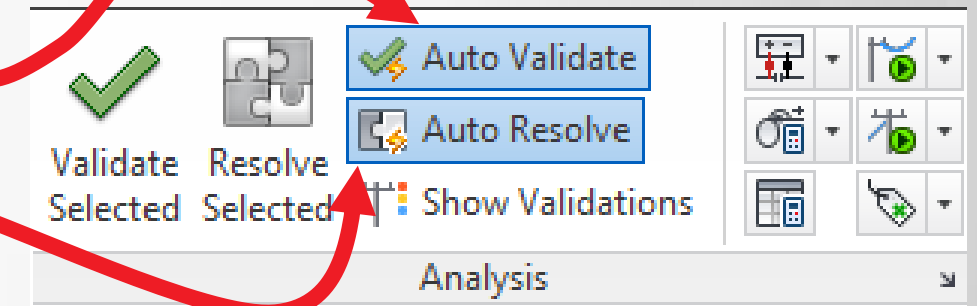 Validate
Selected
Resolve
Selected
Auto Validate
Auto Resolve
Show Validations
Analysis